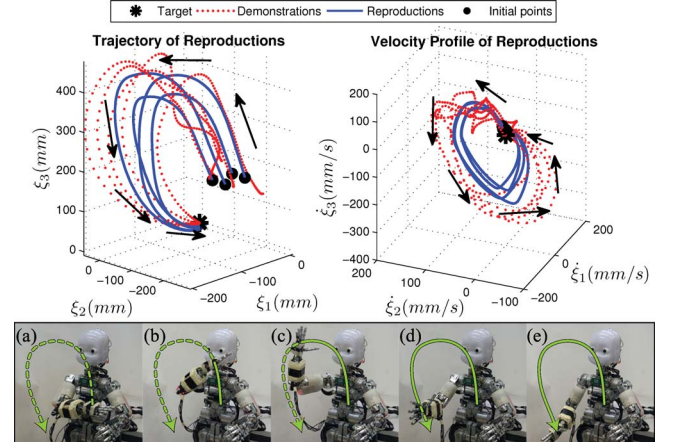 Target Demonstrations Reproductions Initial points
Trajectory of Reproductions
Velocity Profile of Reproductions
400
300
200
100
0
ξ₃(mm)
0
−100
−200
ξ₂(mm)
−200
−100
0
ξ₁(mm)
200
100
0
−100
−200
−300
−400
ξ̇₃(mm/s)
200
100
0
−100
ξ̇₂(mm/s)
−200
0
200
ξ̇₁(mm/s)
(a) (b) (c) (d) (e)